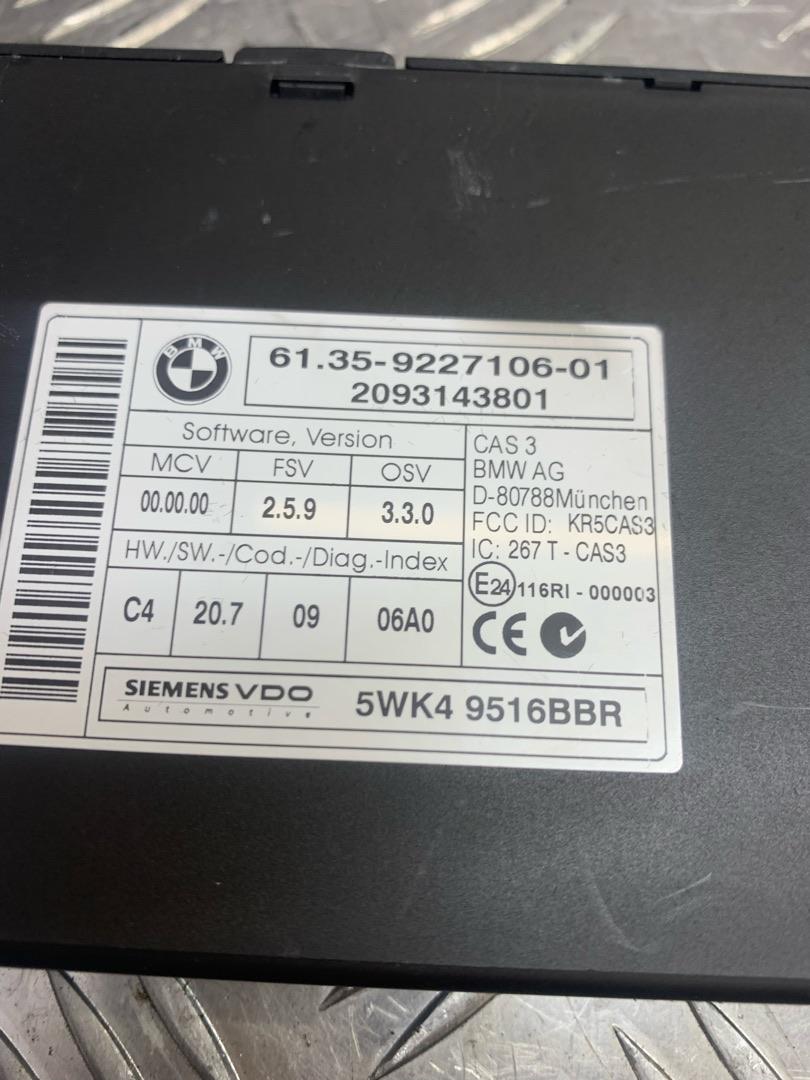 BMW
61.35-9227106-01
2093143801
Software, Version
MCV FSV OSV
00.00.00 2.5.9 3.3.0
HW./SW.-/Cod.-/Diag.-Index
C4 20.7 09 06A0
CAS 3
BMW AG
D-80788München
FCC ID: KR5CAS3
IC: 267 T - CAS3
E24 116RI - 000003
CE
SIEMENS VDO
Automotive
5WK4 9516BBR